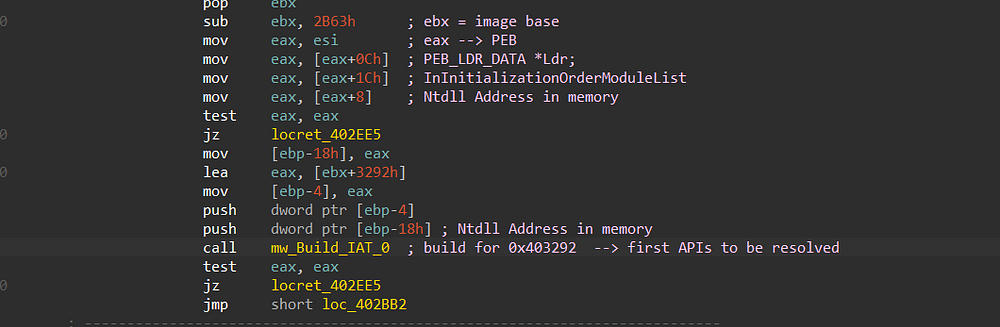 pop ebx
0 sub ebx, 2B63h ; ebx = image base
mov eax, esi ; eax --> PEB
mov eax, [eax+0Ch] ; PEB_LDR_DATA *Ldr;
mov eax, [eax+1Ch] ; InInitializationOrderModuleList
mov eax, [eax+8] ; Ntdll Address in memory
test eax, eax
0 jz locret_402EE5
mov [ebp-18h], eax
0 lea eax, [ebx+3292h]
mov [ebp-4], eax
push dword ptr [ebp-4]
push dword ptr [ebp-18h] ; Ntdll Address in memory
call mw_Build_IAT_0 ; build for 0x403292 --> first APIs to be resolved
test eax, eax
0 jz locret_402EE5
jmp short loc_402BB2
; ---------------------------------------------------------------------------